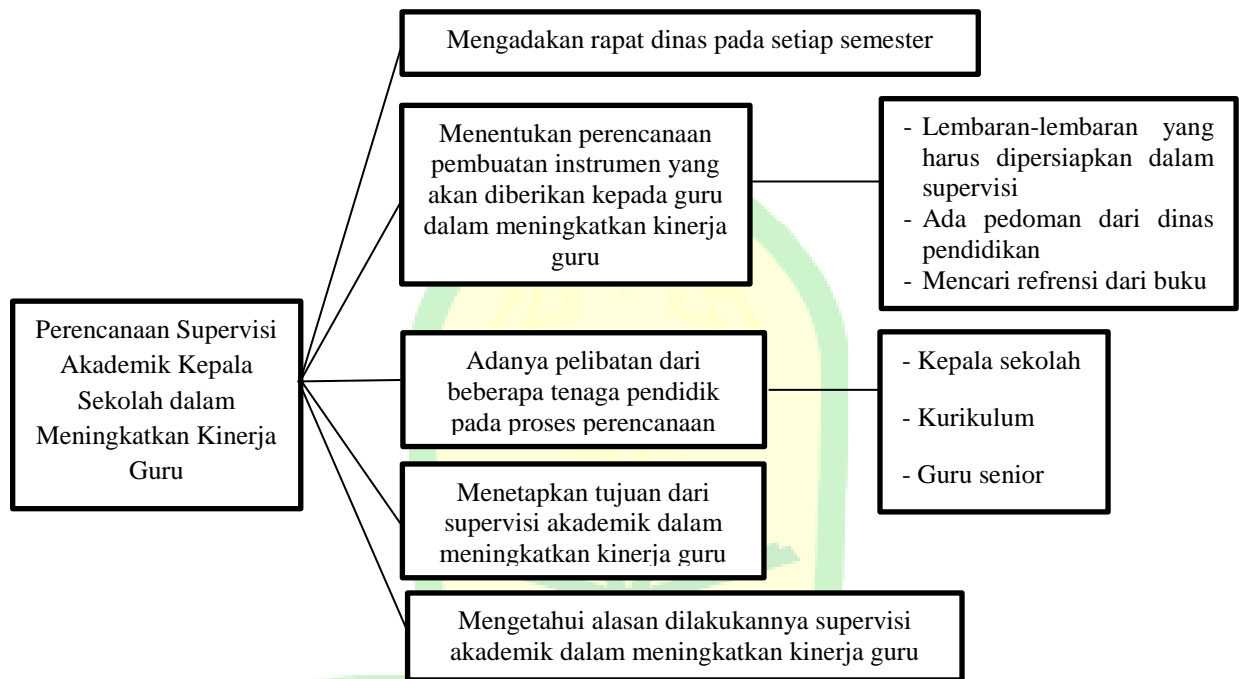 Mengadakan rapat dinas pada setiap semester
Menentukan perencanaan
pembuatan instrumen yang
akan diberikan kepada guru
dalam meningkatkan kinerja
guru
- Lembaran-lembaran yang
harus dipersiapkan dalam
supervisi
- Ada pedoman dari dinas
pendidikan
- Mencari refrensi dari buku
Perencanaan Supervisi
Akademik Kepala
Sekolah dalam
Meningkatkan Kinerja
Guru
Adanya pelibatan dari
beberapa tenaga pendidik
pada proses perencanaan
- Kepala sekolah
- Kurikulum
- Guru senior
Menetapkan tujuan dari
supervisi akademik dalam
meningkatkan kinerja guru
Mengetahui alasan dilakukannya supervisi
akademik dalam meningkatkan kinerja guru